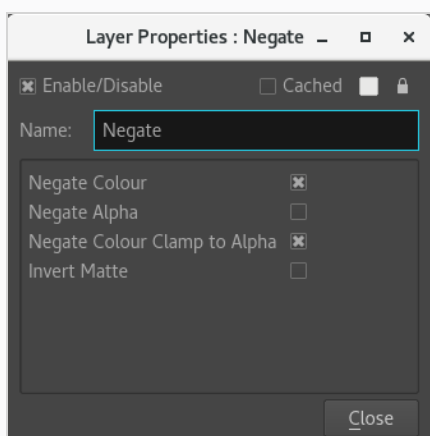 Layer Properties : Negate
Enable/Disable Cached
Name: Negate
Negate Colour
Negate Alpha
Negate Colour Clamp to Alpha
Invert Matte
Close